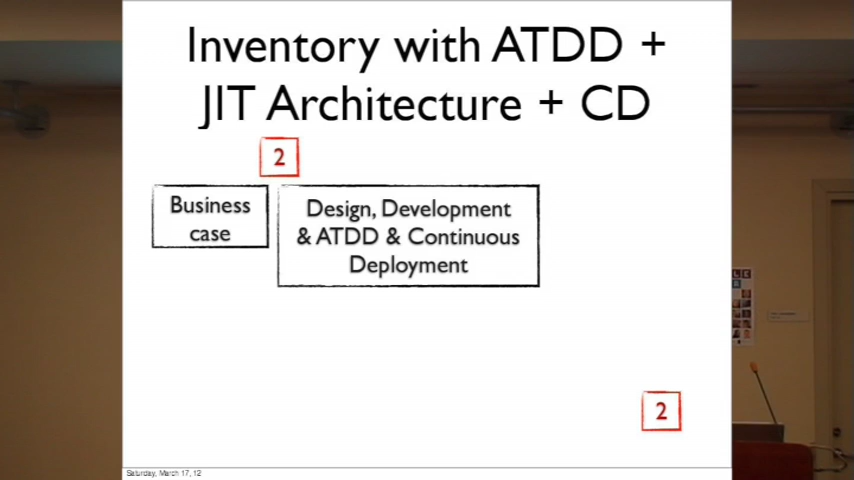 Inventory with ATDD +
JIT Architecture + CD
2
Business
case
Design, Development
& ATDD & Continuous
Deployment
2
Saturday, March 17, 12